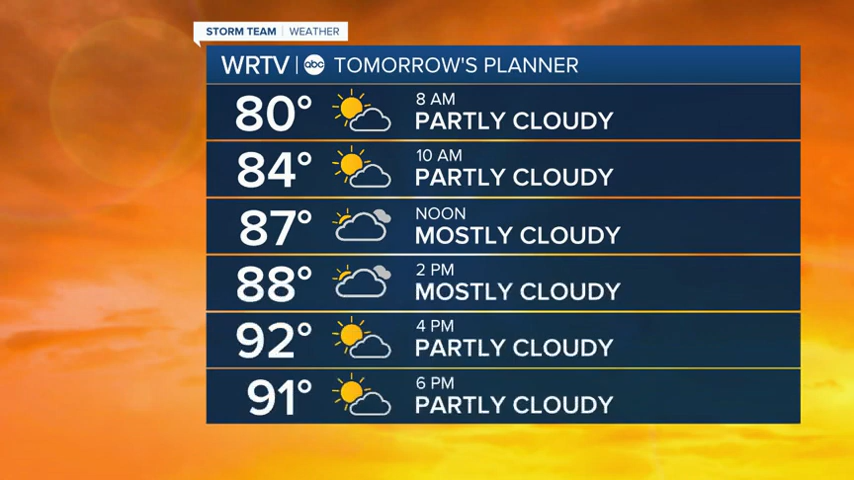 STORM TEAM | WEATHER
WRTV | abc TOMORROW'S PLANNER
80° 8 AM
PARTLY CLOUDY
84° 10 AM
PARTLY CLOUDY
87° NOON
MOSTLY CLOUDY
88° 2 PM
MOSTLY CLOUDY
92° 4 PM
PARTLY CLOUDY
91° 6 PM
PARTLY CLOUDY